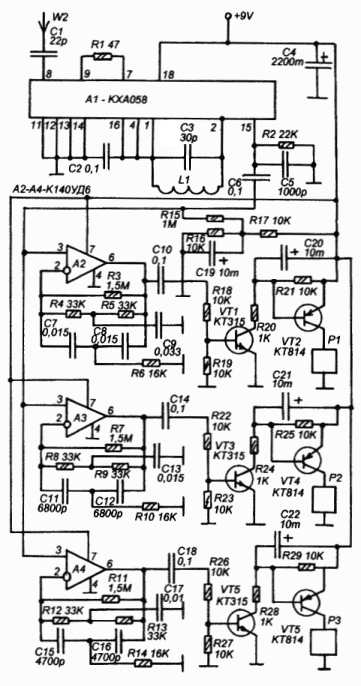 W2
+9V
C1
22p
R1 47
C4
2200m
8
9
7
18
A1 - KXA058
11
12
13
14
16
4
1
2
15
C3
30p
R2 22K
C2 0,1
L1
C6
0,1
C5
1000p
A2-A4-К140УД6
R15
1M
R17 10K
R16
10K
C19 10m
C20
10m
3
2
7
A2
4
6
C10
0,1
R3
1,5M
R4 33K
R5 33K
C7
0,015
C8
0,015
C9
0,033
R6 16K
R18
10K
VT1
КТ315
R19
10K
R20
1K
R21 10K
VT2
КТ814
P1
3
2
7
A3
4
6
C14
0,1
R7
1,5M
R8 33K
R9 33K
C13
0,015
C11
6800p
C12
6800p
R10 16K
R22
10K
VT3
КТ315
R23
10K
R24
1K
C21
10m
R25 10K
VT4
КТ814
P2
3
2
7
A4
4
6
C18
0,1
R11
1,5M
R12 33K
C17
0,01
R13
33K
C15
4700p
C16
4700p
R14 16K
R26
10K
VT5
КТ315
R27
10K
R28
1K
C22
10m
R29 10K
VT5
КТ814
P3